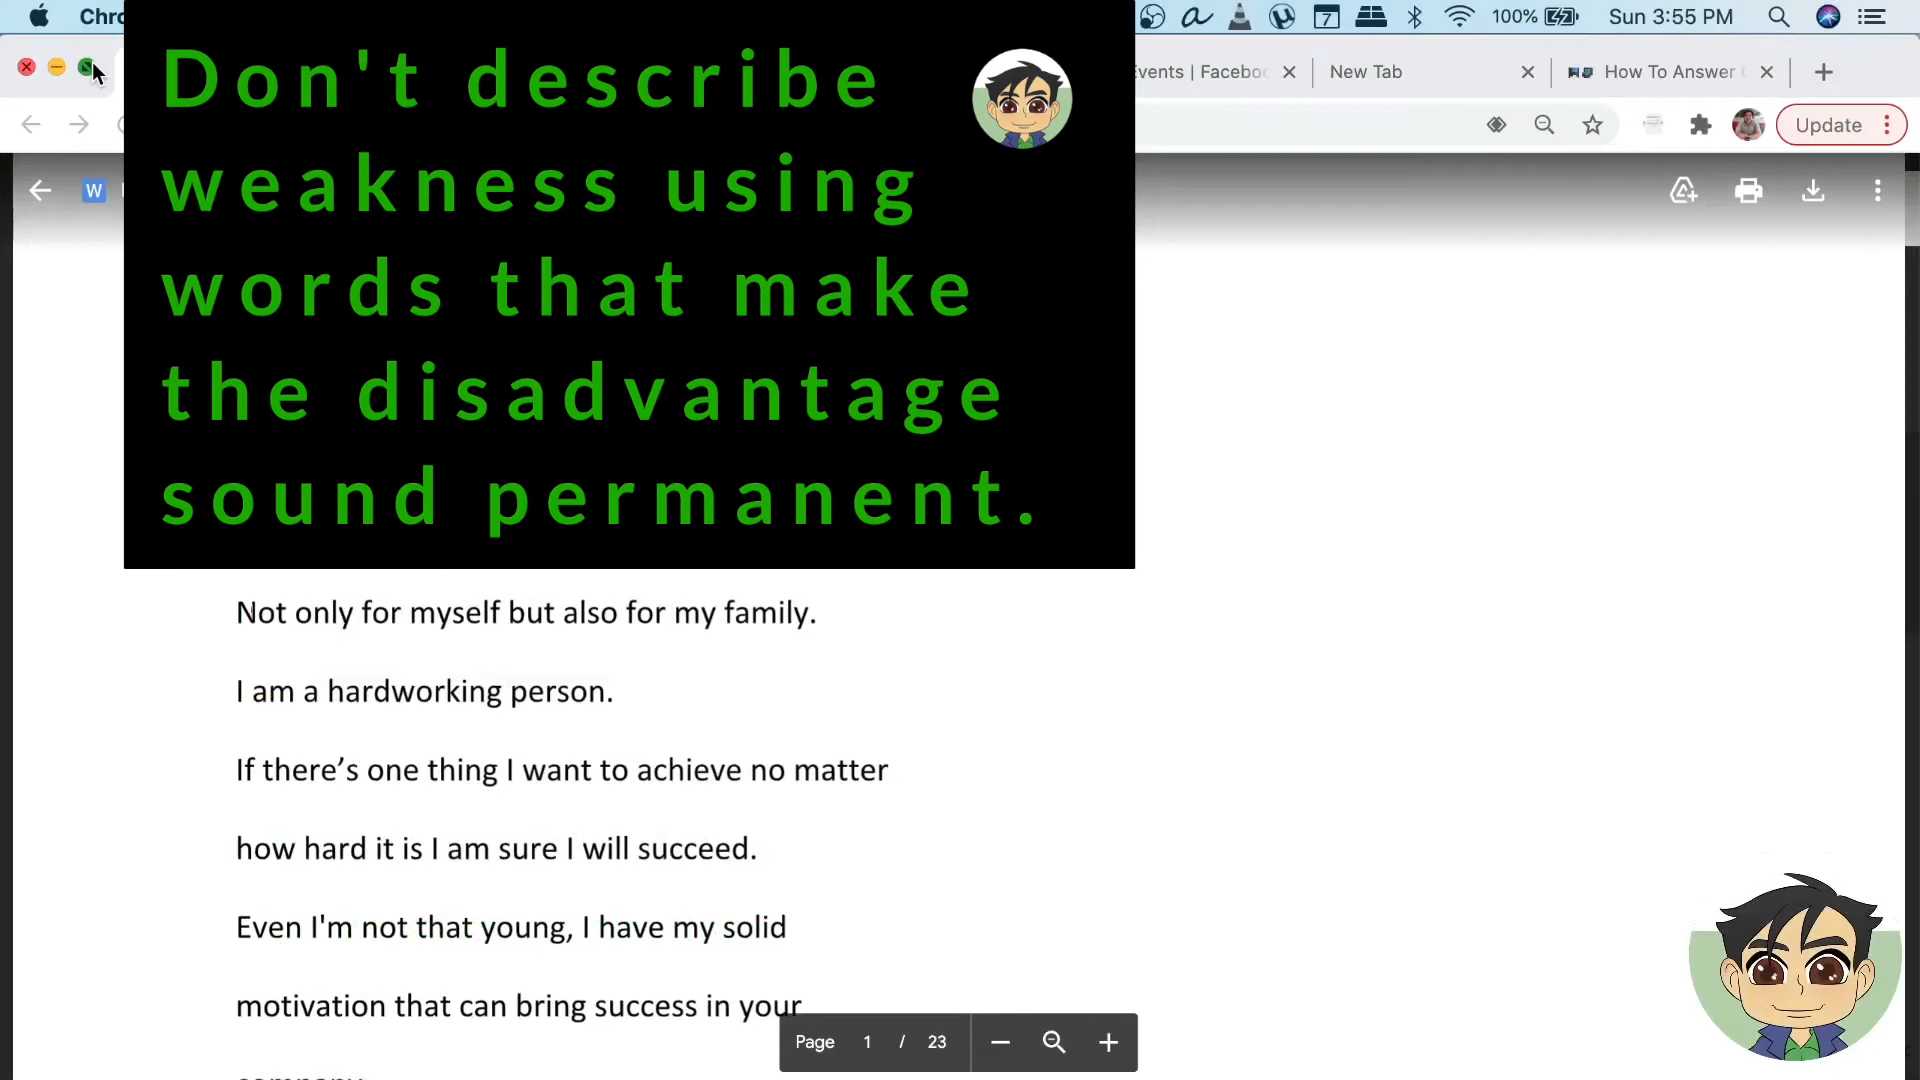 Sun 3:55 PM
100%
7
Events | Facebo
New Tab
How To Answer
Update
W
Don't describe
weakness using
words that make
the disadvantage
sound permanent.
Not only for myself but also for my family.
I am a hardworking person.
If there’s one thing I want to achieve no matter
how hard it is I am sure I will succeed.
Even I'm not that young, I have my solid
motivation that can bring success in your
Page 1 / 23